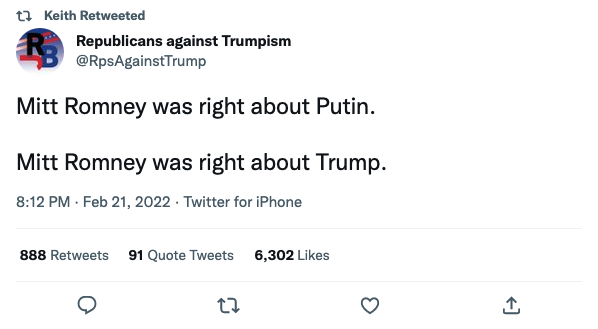 Keith Retweeted
RB
Republicans against Trumpism
@RpsAgainstTrump
Mitt Romney was right about Putin.
Mitt Romney was right about Trump.
8:12 PM · Feb 21, 2022 · Twitter for iPhone
888 Retweets 91 Quote Tweets 6,302 Likes